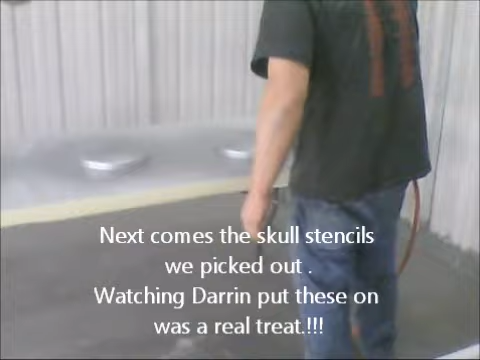 Next comes the skull stencils
we picked out .
Watching Darrin put these on
was a real treat.!!!